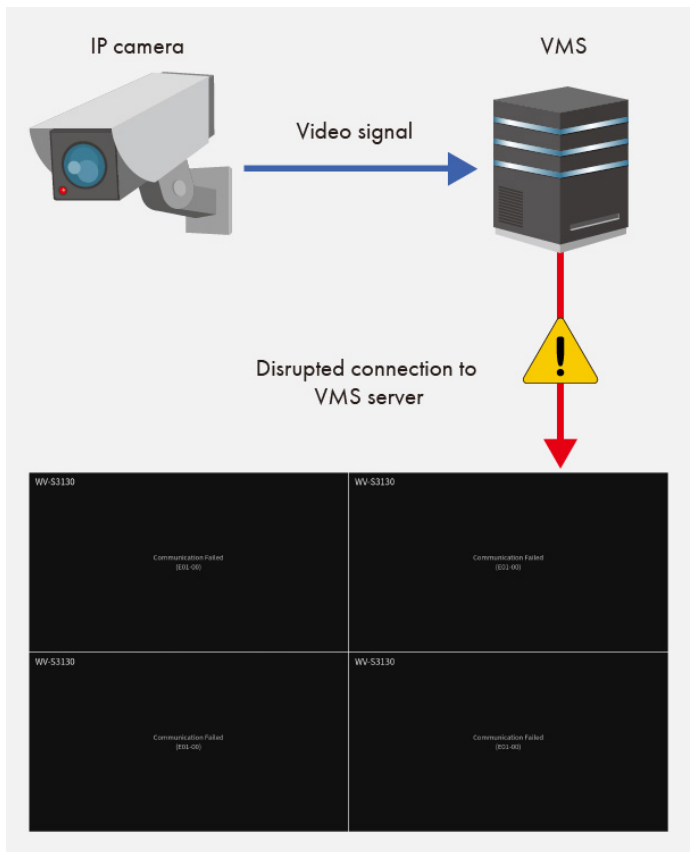 IP camera
VMS
Video signal
Disrupted connection to
VMS server
WV-S3130
WV-S3130
Communication Failed
(E01-00)
Communication Failed
(E01-00)
WV-S3130
WV-S3130
Communication Failed
(E01-00)
Communication Failed
(E01-00)